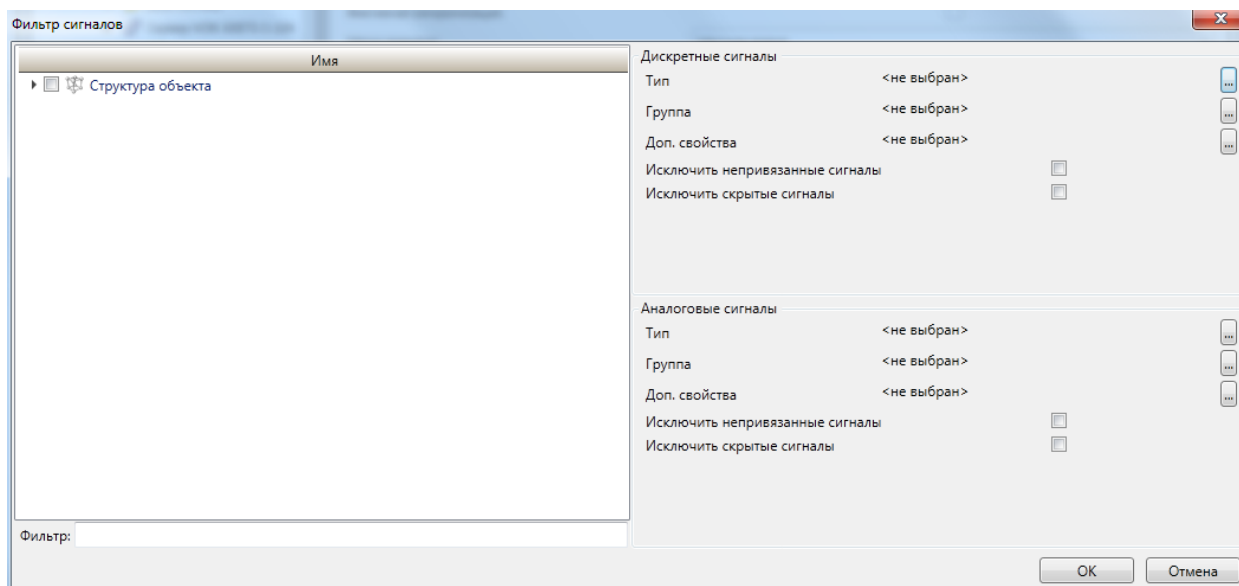 Фильтр сигналов
Имя
Структура объекта
Фильтр:
Дискретные сигналы
Тип <не выбран> ...
Группа <не выбран> ...
Доп. свойства <не выбран> ...
Исключить непривязанные сигналы
Исключить скрытые сигналы
Аналоговые сигналы
Тип <не выбран> ...
Группа <не выбран> ...
Доп. свойства <не выбран> ...
Исключить непривязанные сигналы
Исключить скрытые сигналы
OK Отмена